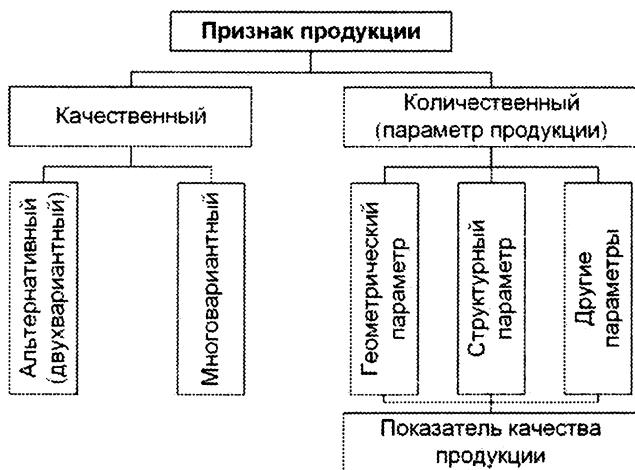 Признак продукции
Качественный
Количественный
(параметр продукции)
Альтернативный
(двухвариантный)
Многовариантный
Геометрический
параметр
Структурный
параметр
Другие
параметры
Показатель качества
продукции